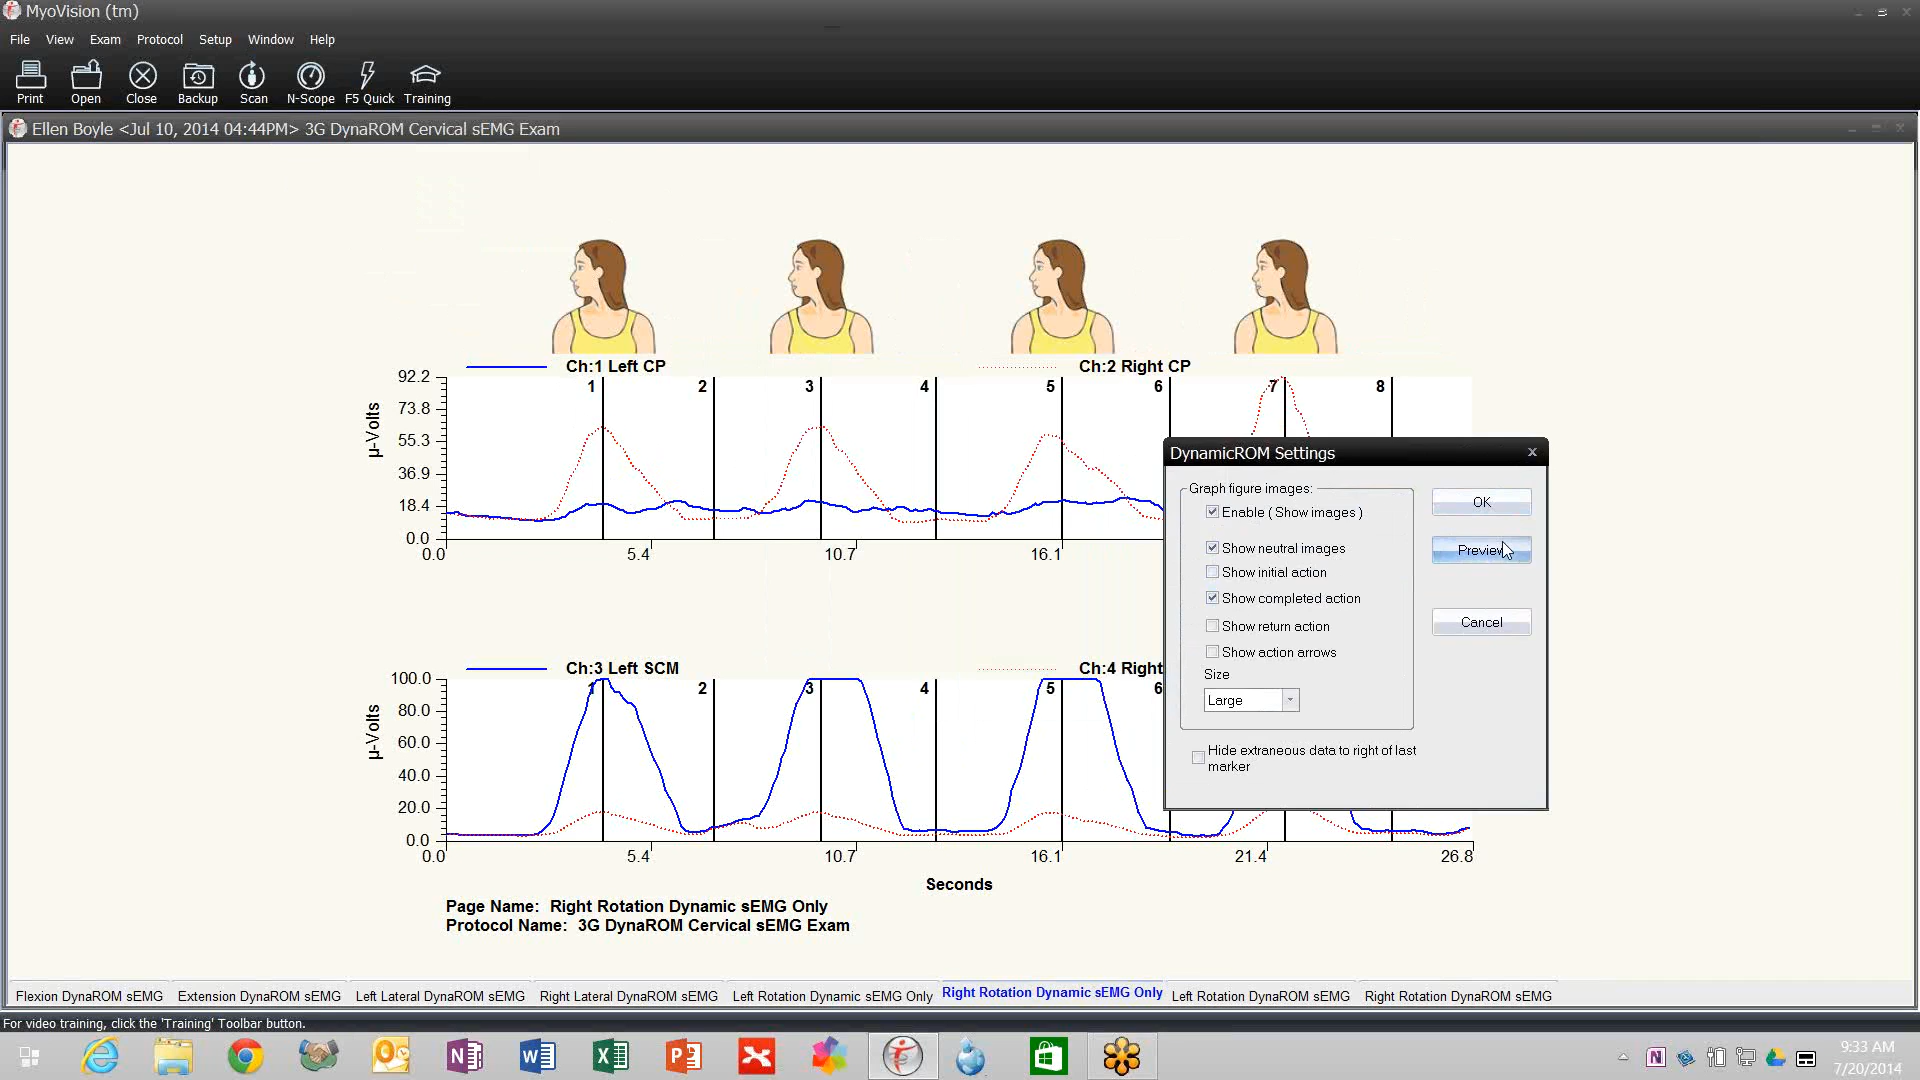 MyoVision (tm)
File View Exam Protocol Setup Window Help
Print Open Close Backup Scan N-Scope F5 Quick Training
Ellen Boyle <Jul 10, 2014 04:44PM> 3G DynaROM Cervical sEMG Exam
Ch:1 Left CP Ch:2 Right CP
92.2 1 2 3 4 5 6 7 8
73.8
55.3
36.9
18.4
0.0
µ-Volts
0.0 5.4 10.7 16.1
DynamicROM Settings
Graph figure images:
Enable ( Show images )
Show neutral images
Show initial action
Show completed action
Show return action
Show action arrows
Size
Large
Hide extraneous data to right of last
marker
OK
Preview
Cancel
Ch:3 Left SCM Ch:4 Right
100.0 1 2 3 4 5 6
80.0
60.0
40.0
20.0
0.0
µ-Volts
0.0 5.4 10.7 16.1 21.4 26.8
Seconds
Page Name: Right Rotation Dynamic sEMG Only
Protocol Name: 3G DynaROM Cervical sEMG Exam
Flexion DynaROM sEMG Extension DynaROM sEMG Left Lateral DynaROM sEMG Right Lateral DynaROM sEMG Left Rotation Dynamic sEMG Only Right Rotation Dynamic sEMG Only Left Rotation DynaROM sEMG Right Rotation DynaROM sEMG
For video training, click the 'Training' Toolbar button.
9:33 AM
7/20/2014